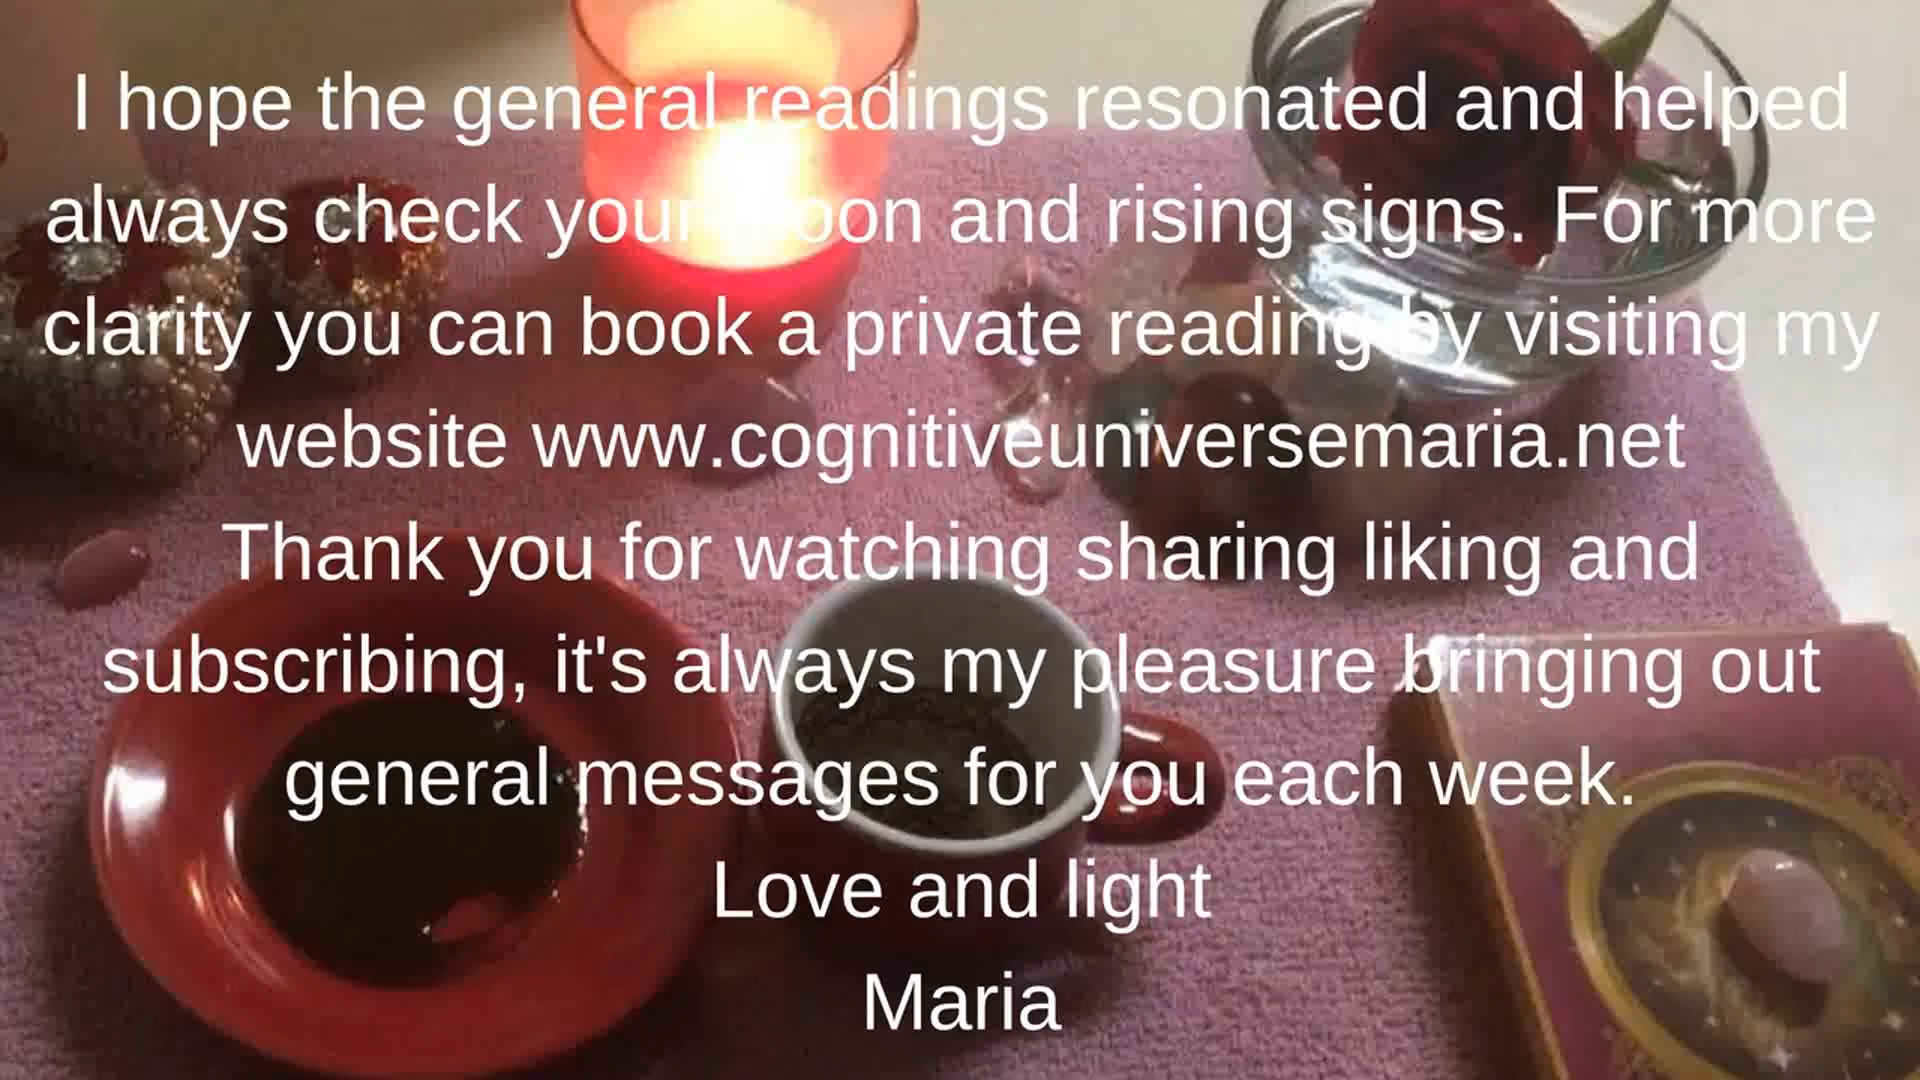 I hope the general readings resonated and helped
always check your moon and rising signs. For more
clarity you can book a private reading by visiting my
website www.cognitiveuniversemaria.net
Thank you for watching sharing liking and
subscribing, it's always my pleasure bringing out
general messages for you each week.
Love and light
Maria